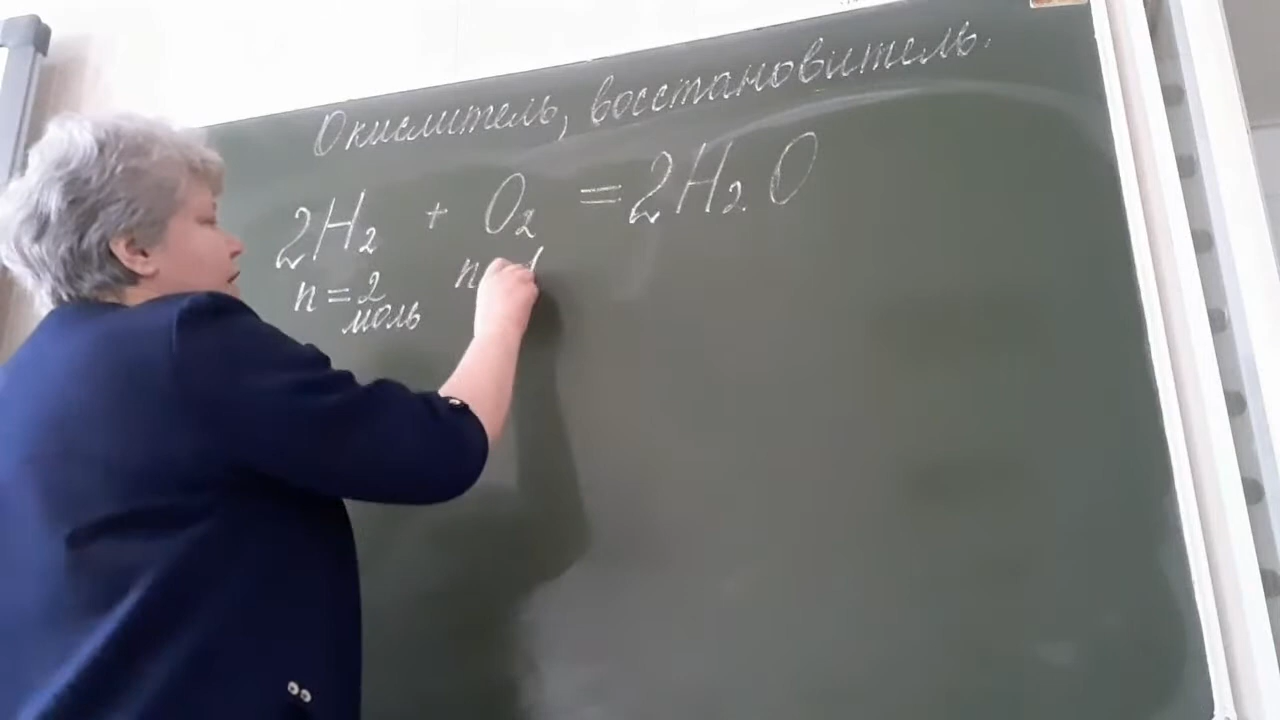 Окислитель, восстановитель.
2H₂ + O₂ = 2H₂O
n = 2 n 1
моль